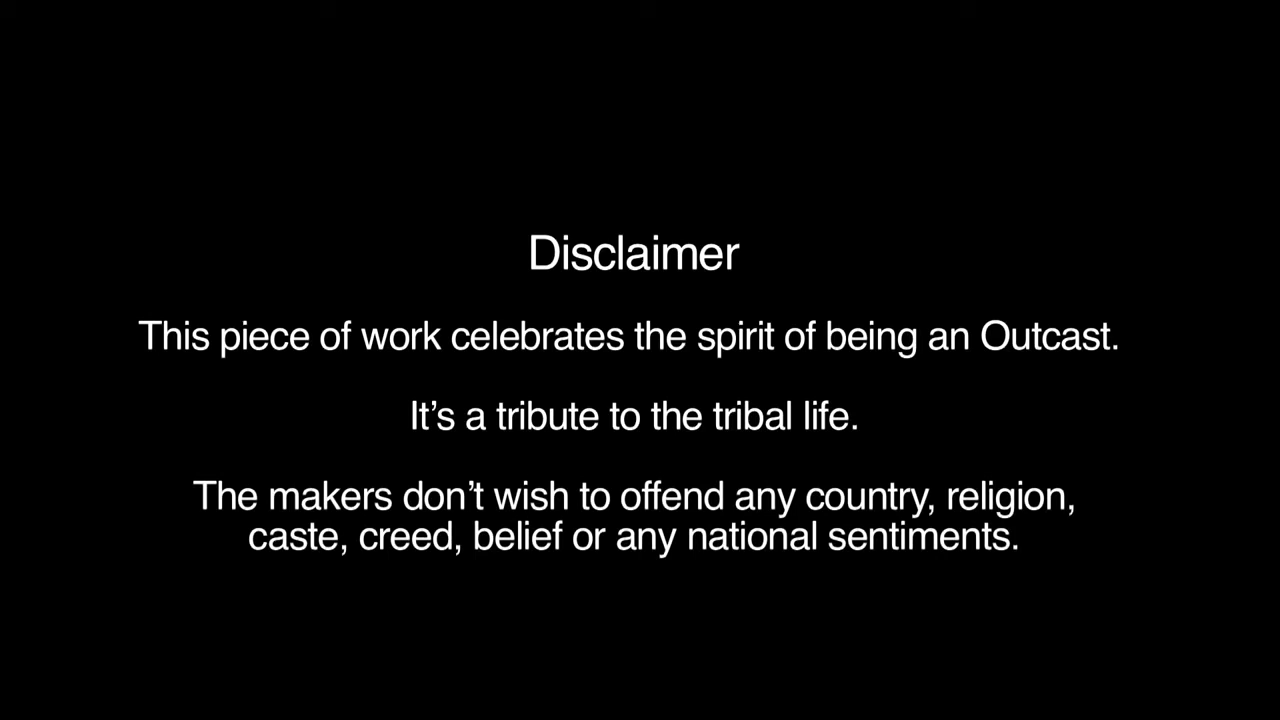 Disclaimer
This piece of work celebrates the spirit of being an Outcast.
It’s a tribute to the tribal life.
The makers don’t wish to offend any country, religion,
caste, creed, belief or any national sentiments.